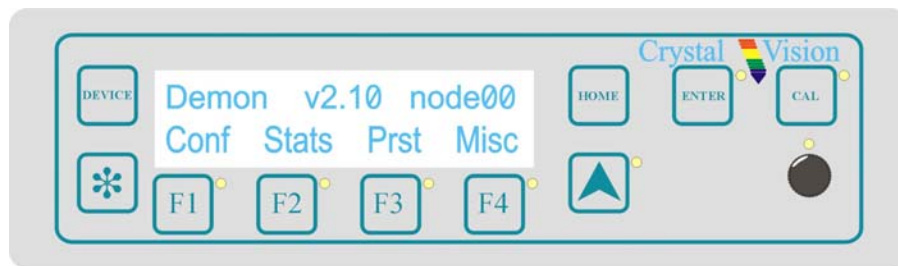 Crystal Vision
DEVICE
Demon v2.10 node00
Conf Stats Prst Misc
HOME
ENTER
CAL
F1
F2
F3
F4